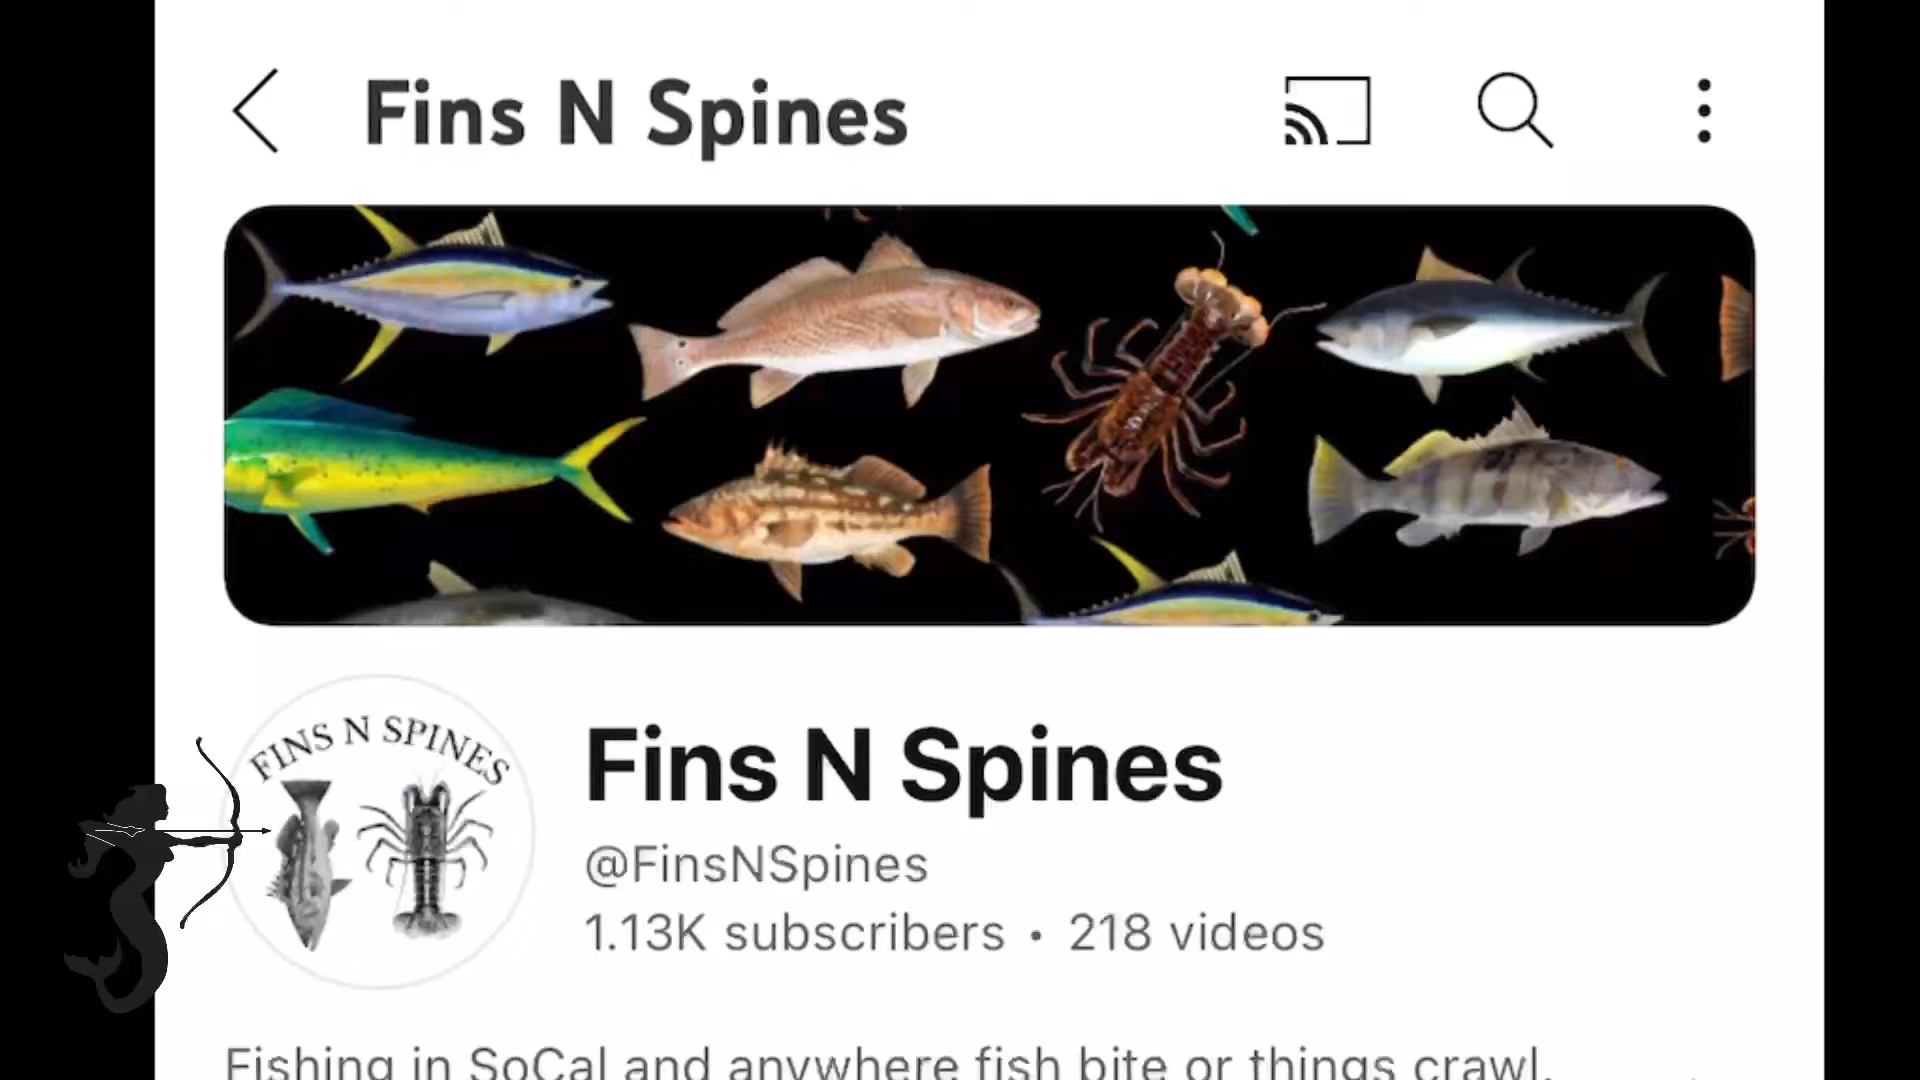 Fins N Spines
FINS N SPINES
Fins N Spines
@FinsNSpines
1.13K subscribers • 218 videos
Fishing in SoCal and anywhere fish bite or things crawl.